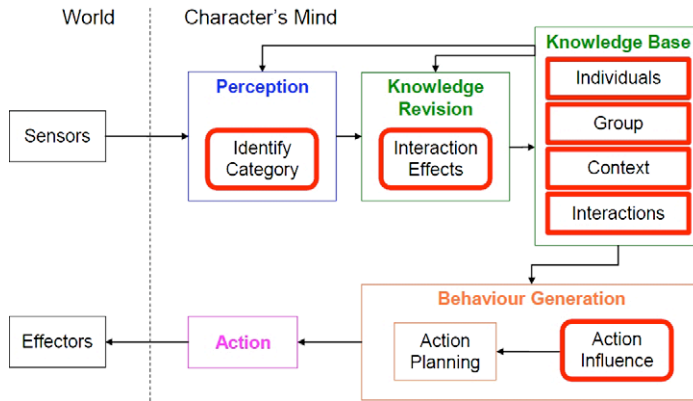 World
Character's Mind
Knowledge Base
Individuals
Group
Context
Interactions
Perception
Identify
Category
Knowledge
Revision
Interaction
Effects
Sensors
Behaviour Generation
Action
Planning
Action
Influence
Action
Effectors